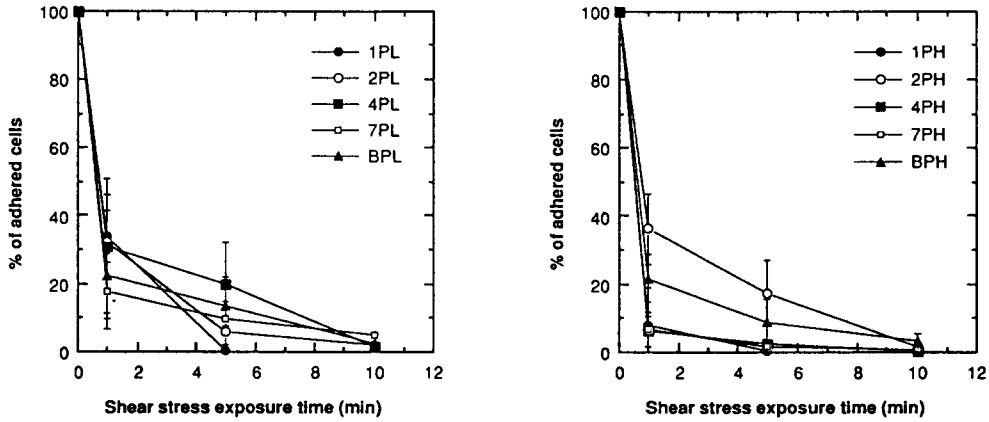 100
80
60
40
20
0
% of adhered cells
1PL
2PL
4PL
7PL
BPL
0 2 4 6 8 10 12
Shear stress exposure time (min)
100
80
60
40
20
0
% of adhered cells
1PH
2PH
4PH
7PH
BPH
0 2 4 6 8 10 12
Shear stress exposure time (min)